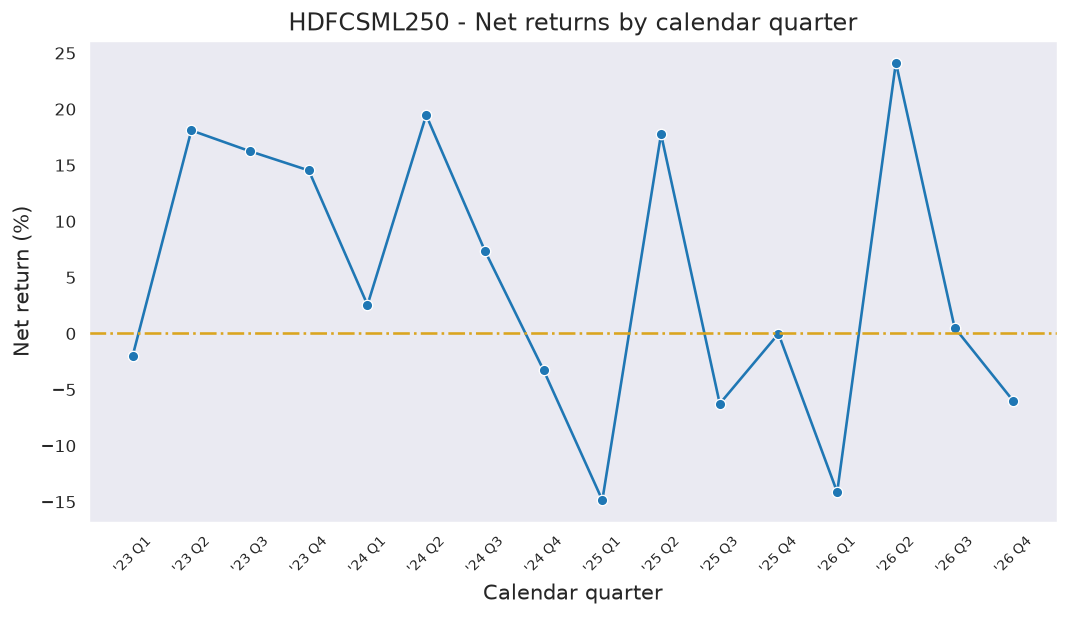 HDFCSML250 - Net returns by calendar quarter
Net return (%)
25
20
15
10
5
0
−5
−10
−15
'23 Q1
'23 Q2
'23 Q3
'23 Q4
'24 Q1
'24 Q2
'24 Q3
'24 Q4
'25 Q1
'25 Q2
'25 Q3
'25 Q4
'26 Q1
'26 Q2
'26 Q3
'26 Q4
Calendar quarter